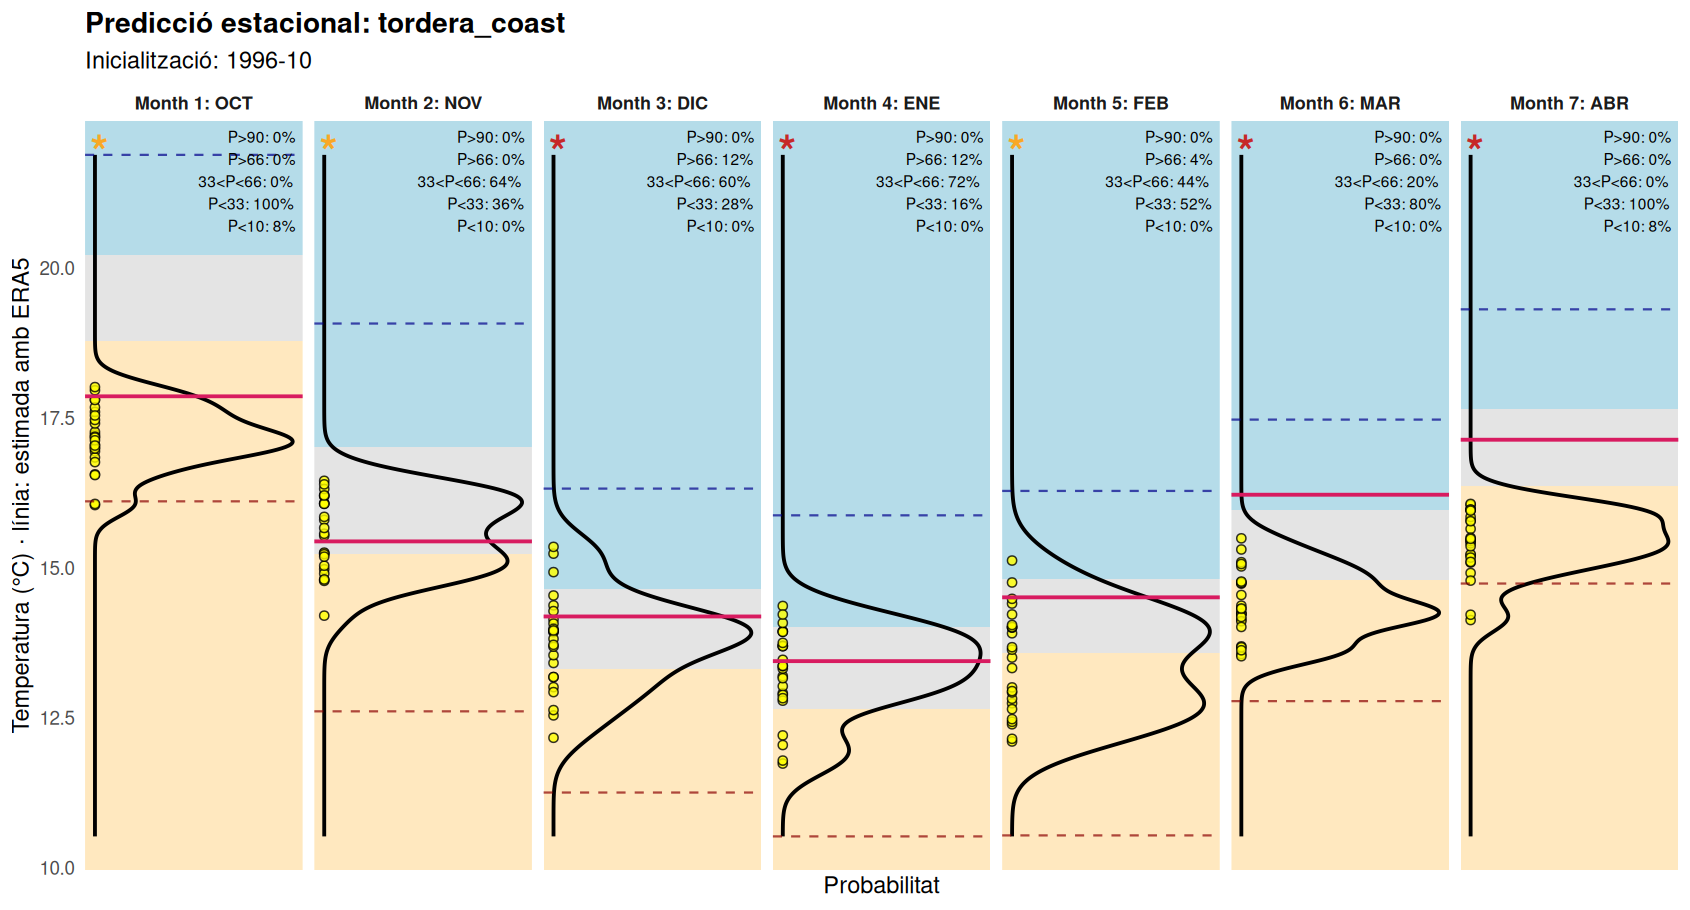 Predicció estacional: tordera_coast
Inicialització: 1996-10
Month 1: OCT
Month 2: NOV
Month 3: DIC
Month 4: ENE
Month 5: FEB
Month 6: MAR
Month 7: ABR
P>90: 0%
P>66: 0%
33<P<66: 0%
P<33: 100%
P<10: 8%
P>90: 0%
P>66: 0%
33<P<66: 64%
P<33: 36%
P<10: 0%
P>90: 0%
P>66: 12%
33<P<66: 60%
P<33: 28%
P<10: 0%
P>90: 0%
P>66: 12%
33<P<66: 72%
P<33: 16%
P<10: 0%
P>90: 0%
P>66: 4%
33<P<66: 44%
P<33: 52%
P<10: 0%
P>90: 0%
P>66: 0%
33<P<66: 20%
P<33: 80%
P<10: 0%
P>90: 0%
P>66: 0%
33<P<66: 0%
P<33: 100%
P<10: 8%
Temperatura (°C) · línia: estimada amb ERA5
20.0
17.5
15.0
12.5
10.0
Probabilitat